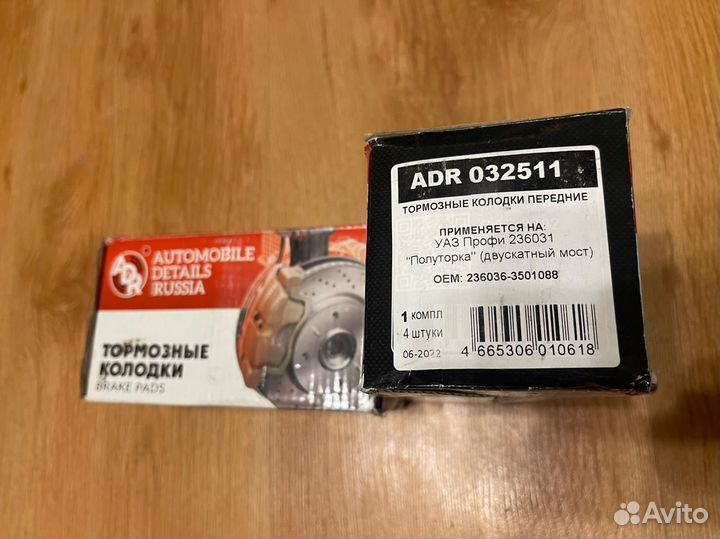 ADR
AUTOMOBILE
DETAILS
RUSSIA
ТОРМОЗНЫЕ
КОЛОДКИ
BRAKE PADS
ADR 032511
ТОРМОЗНЫЕ КОЛОДКИ ПЕРЕДНИЕ
ПРИМЕНЯЕТСЯ НА:
УАЗ Профи 236031
"Полуторка" (двускатный мост)
ОЕМ: 236036-3501088
1 компл
4 штуки
06-2022
4 665306 010618
Avito